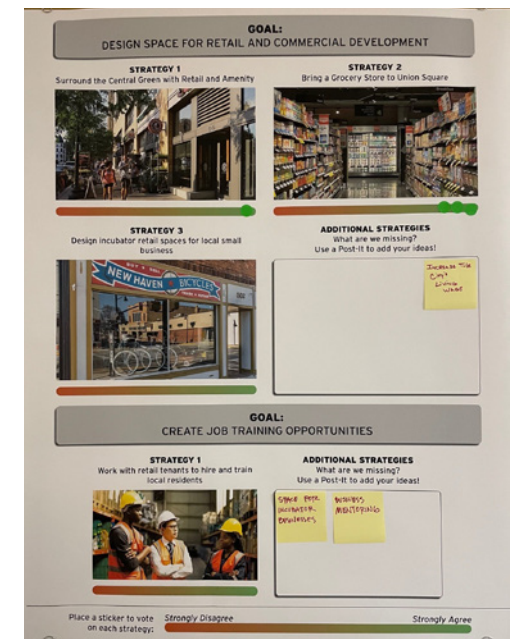 GOAL:
DESIGN SPACE FOR RETAIL AND COMMERCIAL DEVELOPMENT
STRATEGY 1
Surround the Central Green with Retail and Amenity
STRATEGY 2
Bring a Grocery Store to Union Square
STRATEGY 3
Design incubator retail spaces for local small
business
NEW HAVEN BICYCLES
ADDITIONAL STRATEGIES
What are we missing?
Use a Post-It to add your ideas!
INCREASE THE
CITY
LIVING
WAGE
GOAL:
CREATE JOB TRAINING OPPORTUNITIES
STRATEGY 1
Work with retail tenants to hire and train
local residents
ADDITIONAL STRATEGIES
What are we missing?
Use a Post-It to add your ideas!
SPACE FOR
INCUBATOR
BUSINESSES
BUSINESS
MENTORING
Place a sticker to vote
on each strategy:
Strongly Disagree
Strongly Agree